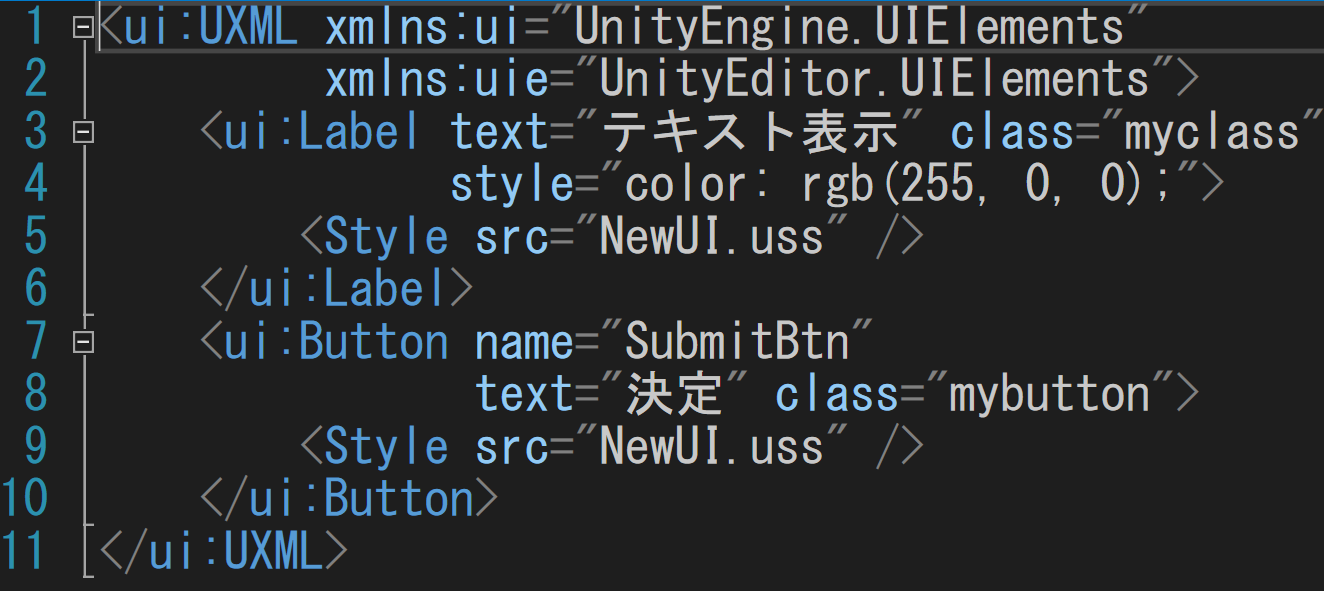 1 <ui:UXML xmlns:ui="UnityEngine.UIElements"
2 xmlns:uie="UnityEditor.UIElements">
3 <ui:Label text="テキスト表示" class="myclass"
4 style="color: rgb(255, 0, 0);">
5 <Style src="NewUI.uss" />
6 </ui:Label>
7 <ui:Button name="SubmitBtn"
8 text="決定" class="mybutton">
9 <Style src="NewUI.uss" />
10 </ui:Button>
11 </ui:UXML>